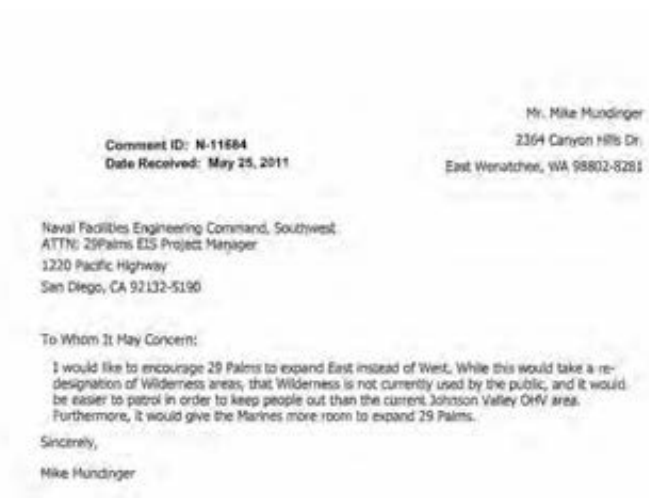 Mr. Mike Mundinger
2364 Canyon Hills Dr.
East Wenatchee, WA 98802-8281
Comment ID: N-11684
Date Received: May 25, 2011
Naval Facilities Engineering Command, Southwest
ATTN: 29Palms EIS Project Manager
1220 Pacific Highway
San Diego, CA 92132-5190
To Whom It May Concern:
I would like to encourage 29 Palms to expand East instead of West. While this would take a re-
designation of Wilderness areas, that Wilderness is not currently used by the public, and it would
be easier to patrol in order to keep people out than the current Johnson Valley OHV area.
Furthermore, it would give the Marines more room to expand 29 Palms.
Sincerely,
Mike Mundinger